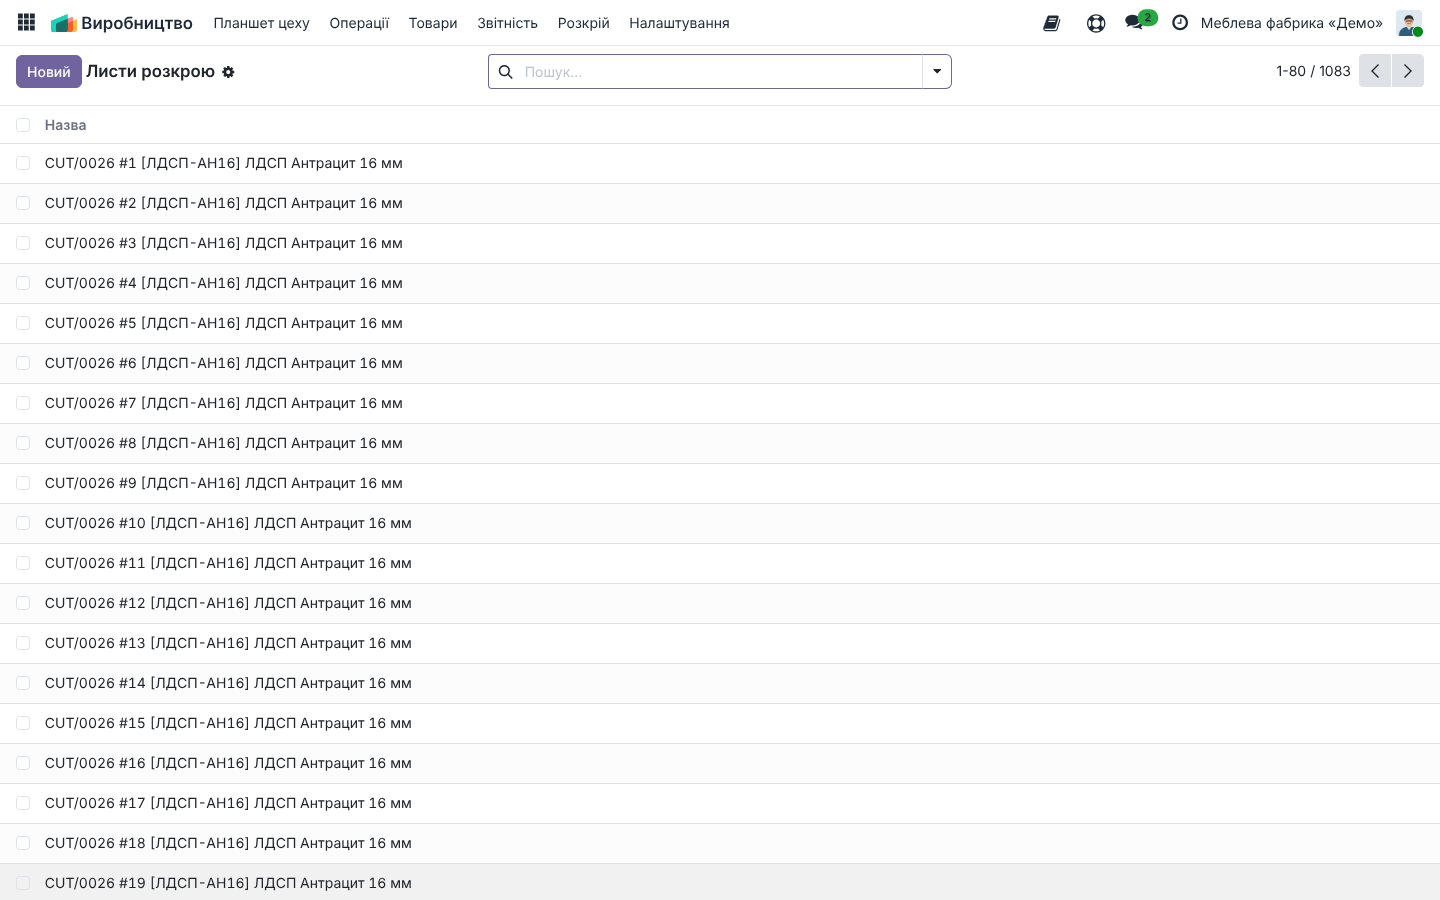 Виробництво Планшет цеху Операції Товари Звітність Розкрій Налаштування 2 Меблева фабрика «Демо»
Новий Листи розкрою Пошук... 1-80 / 1083
Назва
CUT/0026 #1 [ЛДСП-АН16] ЛДСП Антрацит 16 мм
CUT/0026 #2 [ЛДСП-АН16] ЛДСП Антрацит 16 мм
CUT/0026 #3 [ЛДСП-АН16] ЛДСП Антрацит 16 мм
CUT/0026 #4 [ЛДСП-АН16] ЛДСП Антрацит 16 мм
CUT/0026 #5 [ЛДСП-АН16] ЛДСП Антрацит 16 мм
CUT/0026 #6 [ЛДСП-АН16] ЛДСП Антрацит 16 мм
CUT/0026 #7 [ЛДСП-АН16] ЛДСП Антрацит 16 мм
CUT/0026 #8 [ЛДСП-АН16] ЛДСП Антрацит 16 мм
CUT/0026 #9 [ЛДСП-АН16] ЛДСП Антрацит 16 мм
CUT/0026 #10 [ЛДСП-АН16] ЛДСП Антрацит 16 мм
CUT/0026 #11 [ЛДСП-АН16] ЛДСП Антрацит 16 мм
CUT/0026 #12 [ЛДСП-АН16] ЛДСП Антрацит 16 мм
CUT/0026 #13 [ЛДСП-АН16] ЛДСП Антрацит 16 мм
CUT/0026 #14 [ЛДСП-АН16] ЛДСП Антрацит 16 мм
CUT/0026 #15 [ЛДСП-АН16] ЛДСП Антрацит 16 мм
CUT/0026 #16 [ЛДСП-АН16] ЛДСП Антрацит 16 мм
CUT/0026 #17 [ЛДСП-АН16] ЛДСП Антрацит 16 мм
CUT/0026 #18 [ЛДСП-АН16] ЛДСП Антрацит 16 мм
CUT/0026 #19 [ЛДСП-АН16] ЛДСП Антрацит 16 мм